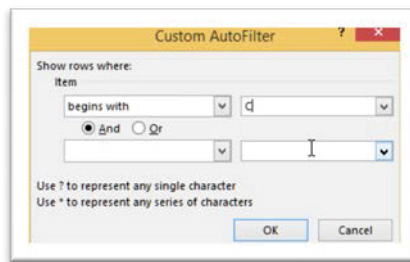 Custom AutoFilter ?
Show rows where:
Item
begins with C
And Or
Use ? to represent any single character
Use * to represent any series of characters
OK Cancel